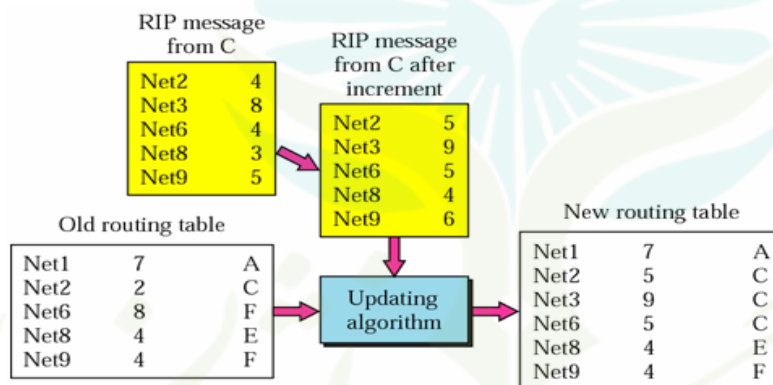 RIP message
from C
Net2 4
Net3 8
Net6 4
Net8 3
Net9 5
RIP message
from C after
increment
Net2 5
Net3 9
Net6 5
Net8 4
Net9 6
Old routing table
Net1 7 A
Net2 2 C
Net6 8 F
Net8 4 E
Net9 4 F
Updating
algorithm
New routing table
Net1 7 A
Net2 5 C
Net3 9 C
Net6 5 C
Net8 4 E
Net9 4 F